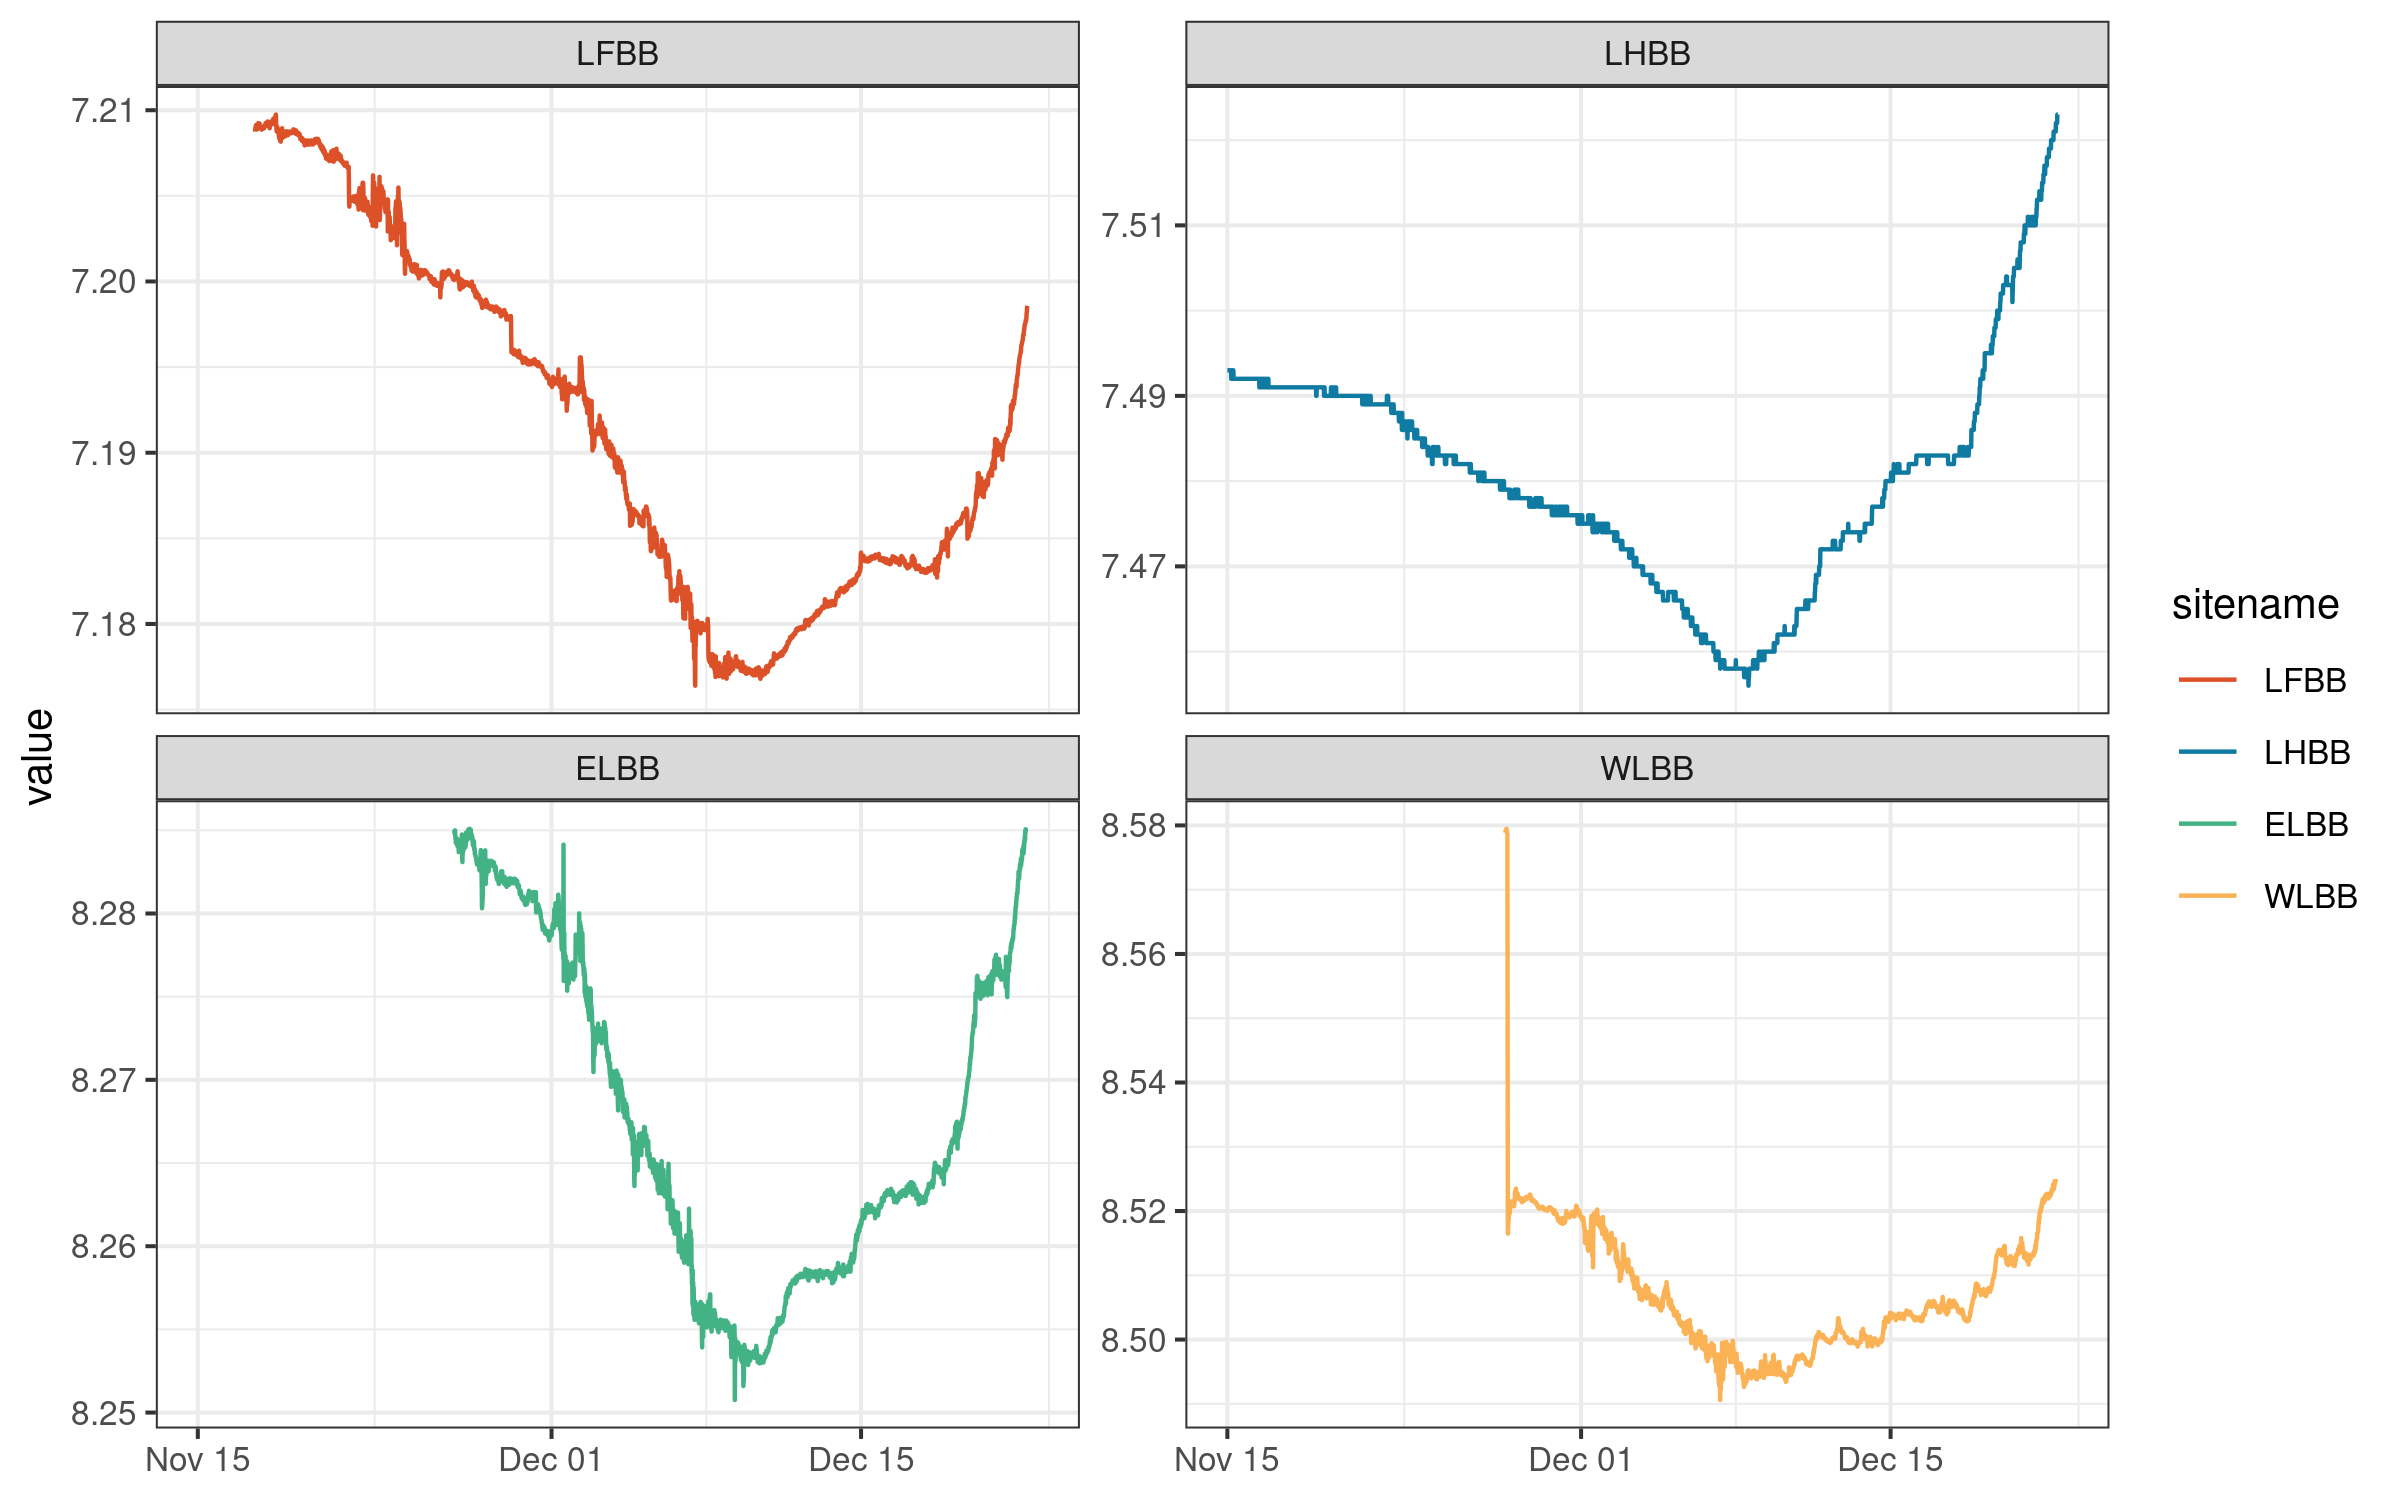 LFBB
LHBB
7.21
7.20
7.19
7.18
7.51
7.49
7.47
value
ELBB
WLBB
8.28
8.27
8.26
8.25
8.58
8.56
8.54
8.52
8.50
Nov 15
Dec 01
Dec 15
Nov 15
Dec 01
Dec 15
sitename
LFBB
LHBB
ELBB
WLBB